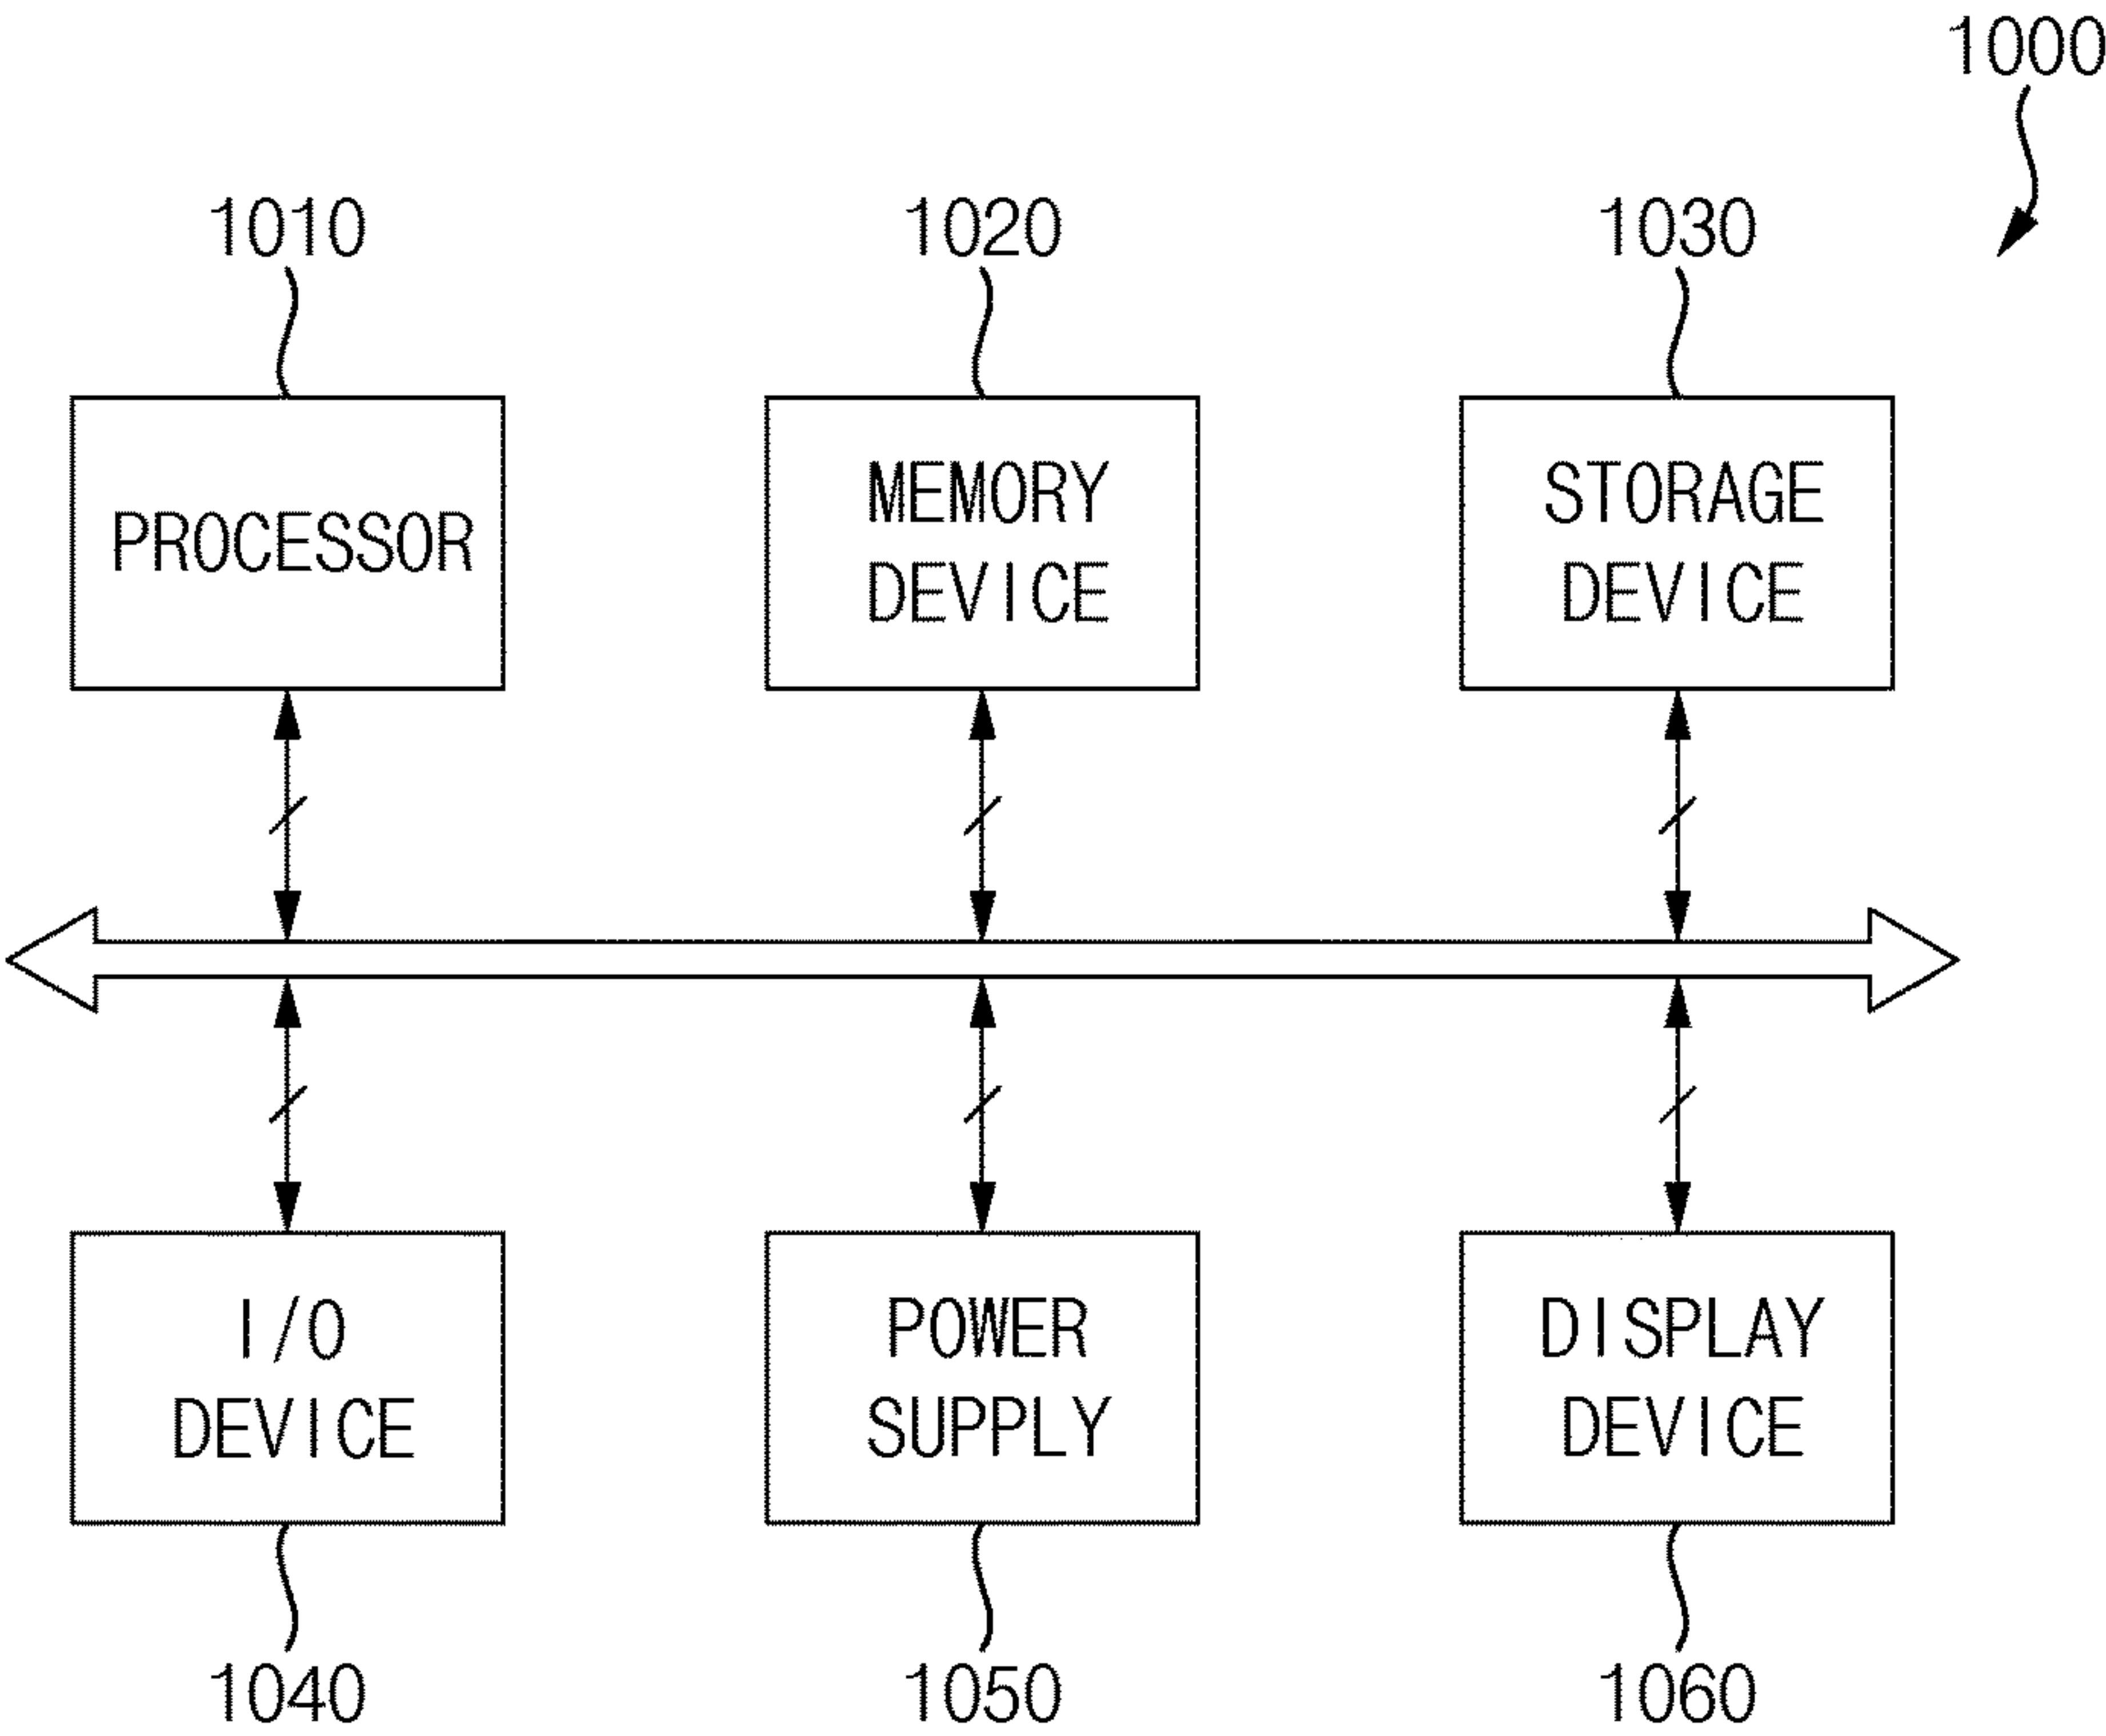 1000
1010
1020
1030
PROCESSOR
MEMORY
DEVICE
STORAGE
DEVICE
I/O
DEVICE
POWER
SUPPLY
DISPLAY
DEVICE
1040
1050
1060